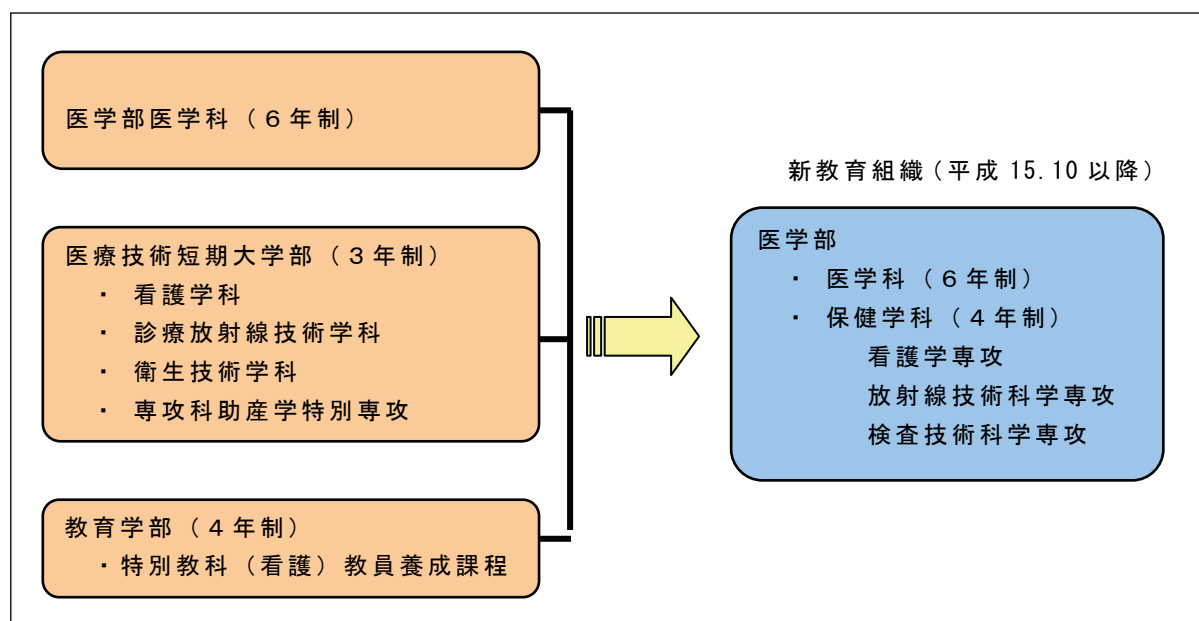 医学部医学科（６年制）
医療技術短期大学部（３年制）
・ 看護学科
・ 診療放射線技術学科
・ 衛生技術学科
・ 専攻科助産学特別専攻
教育学部（４年制）
・特別教科（看護）教員養成課程
新教育組織（平成 15.10 以降）
医学部
・ 医学科（６年制）
・ 保健学科（４年制）
看護学専攻
放射線技術科学専攻
検査技術科学専攻